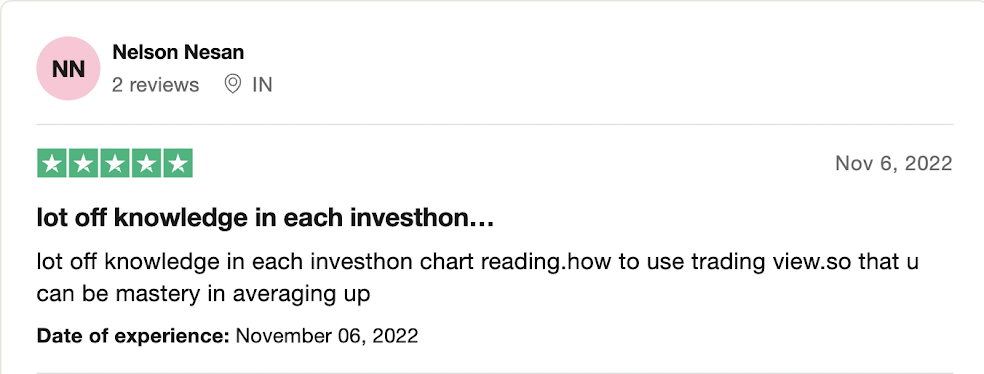 NN
Nelson Nesan
2 reviews IN
Nov 6, 2022
lot off knowledge in each investhon...
lot off knowledge in each investhon chart reading.how to use trading view.so that u
can be mastery in averaging up
Date of experience: November 06, 2022